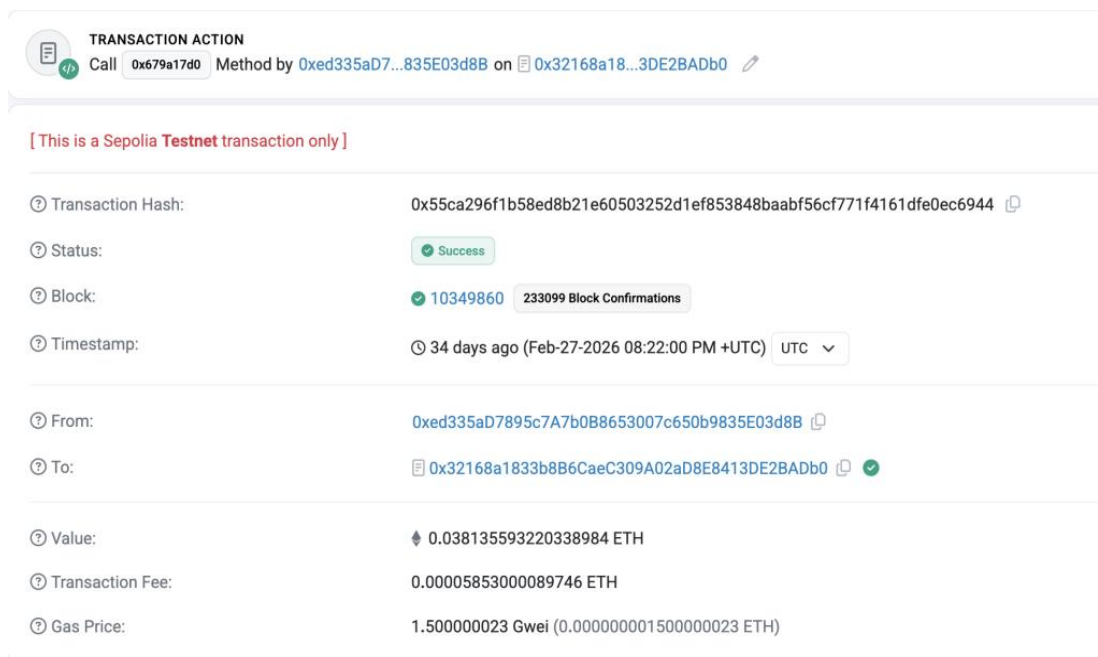 TRANSACTION ACTION
Call 0x679a17d0 Method by 0xed335aD7...835E03d8B on 0x32168a18...3DE2BADb0
[ This is a Sepolia Testnet transaction only ]
Transaction Hash: 0x55ca296f1b58ed8b21e60503252d1ef853848baabf56cf771f4161dfe0ec6944
Status: Success
Block: 10349860 233099 Block Confirmations
Timestamp: 34 days ago (Feb-27-2026 08:22:00 PM +UTC) UTC
From: 0xed335aD7895c7A7b0B8653007c650b9835E03d8B
To: 0x32168a1833b8B6CaeC309A02aD8E8413DE2BADb0
Value: 0.038135593220338984 ETH
Transaction Fee: 0.00005853000089746 ETH
Gas Price: 1.500000023 Gwei (0.000000001500000023 ETH)